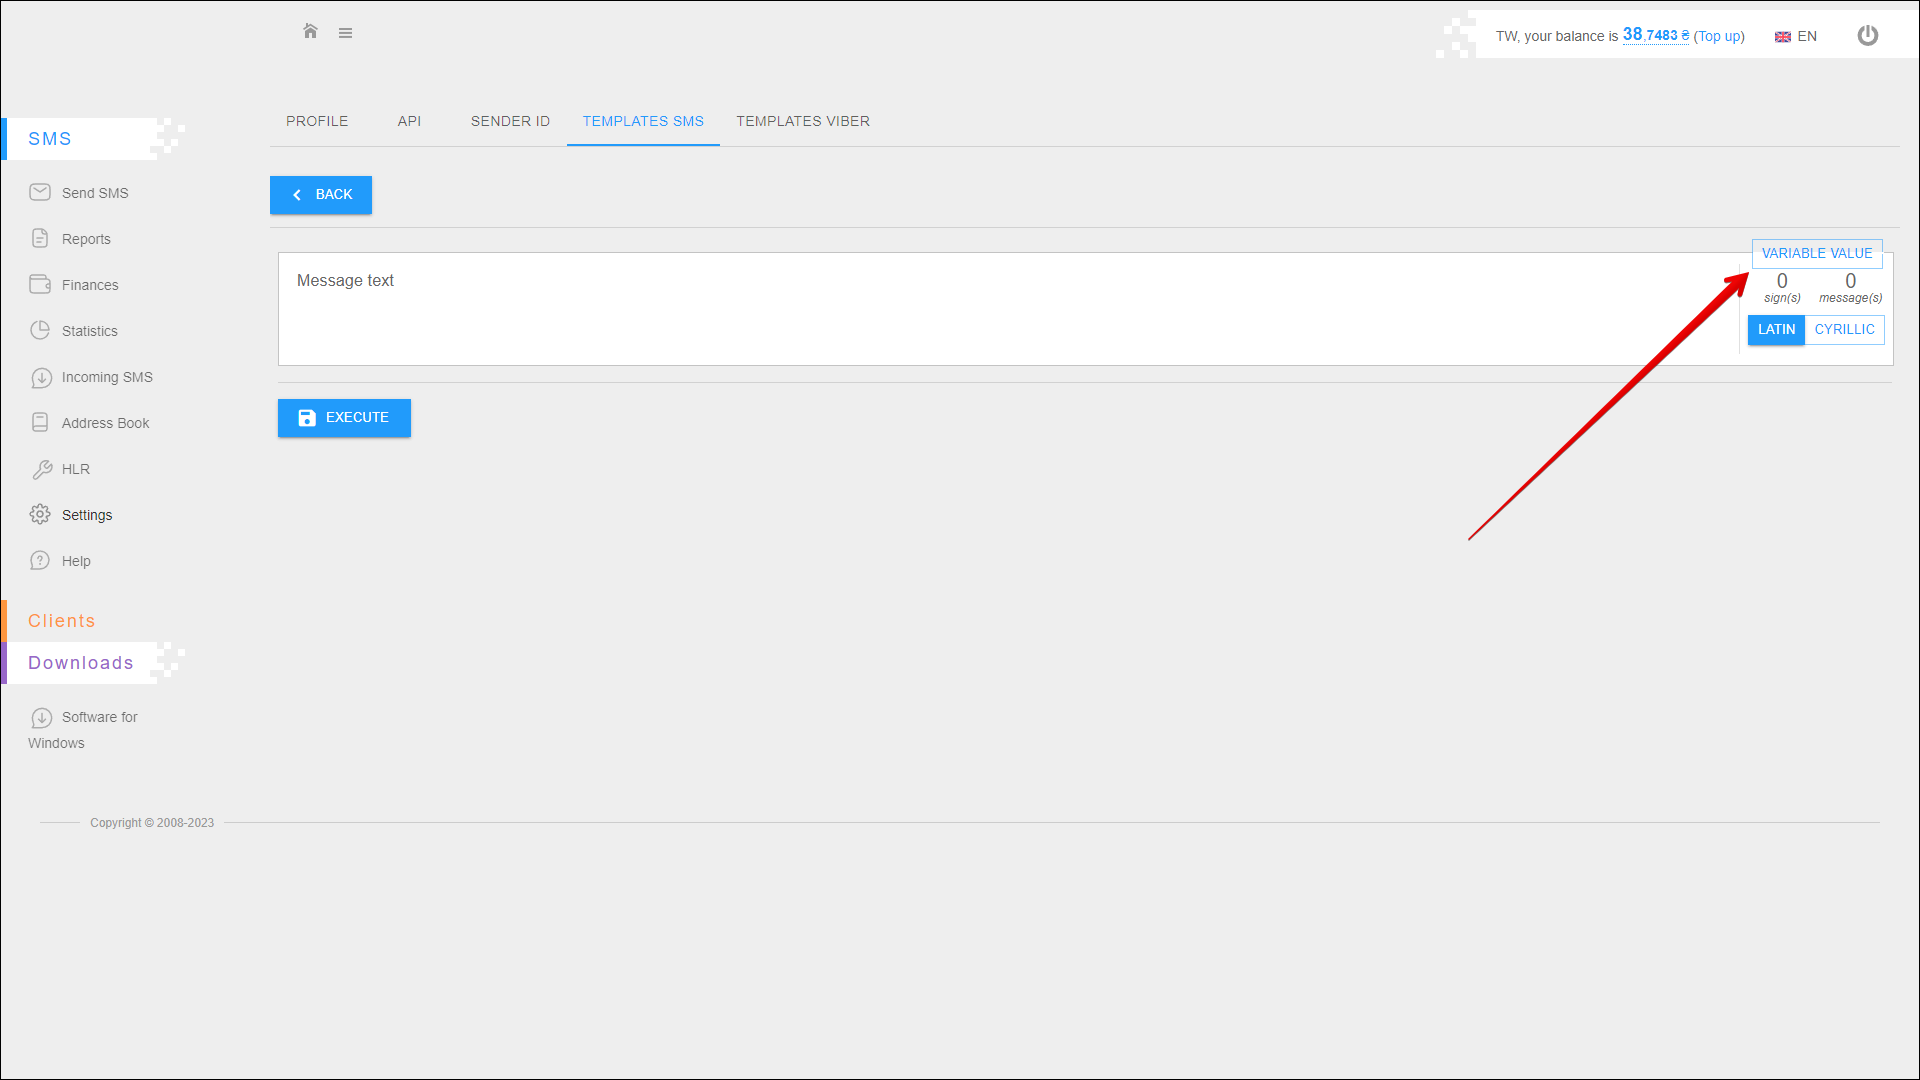 TW, your balance is 38,7483 ₴ (Top up)
EN
SMS
Send SMS
Reports
Finances
Statistics
Incoming SMS
Address Book
HLR
Settings
Help
Clients
Downloads
Software for
Windows
PROFILE
API
SENDER ID
TEMPLATES SMS
TEMPLATES VIBER
BACK
Message text
VARIABLE VALUE
0 0
sign(s) message(s)
LATIN CYRILLIC
EXECUTE
Copyright © 2008-2023